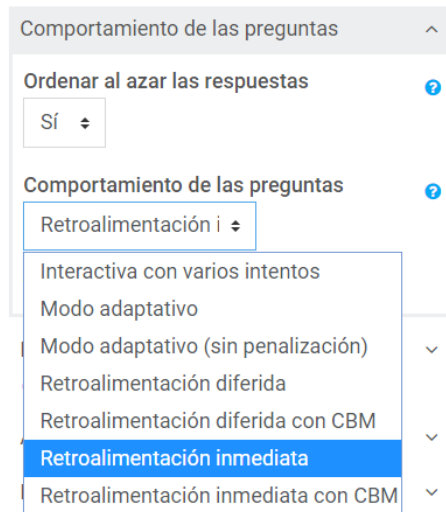 Comportamiento de las preguntas
Ordenar al azar las respuestas
Sí
Comportamiento de las preguntas
Retroalimentación i
Interactiva con varios intentos
Modo adaptativo
Modo adaptativo (sin penalización)
Retroalimentación diferida
Retroalimentación diferida con CBM
Retroalimentación inmediata
Retroalimentación inmediata con CBM